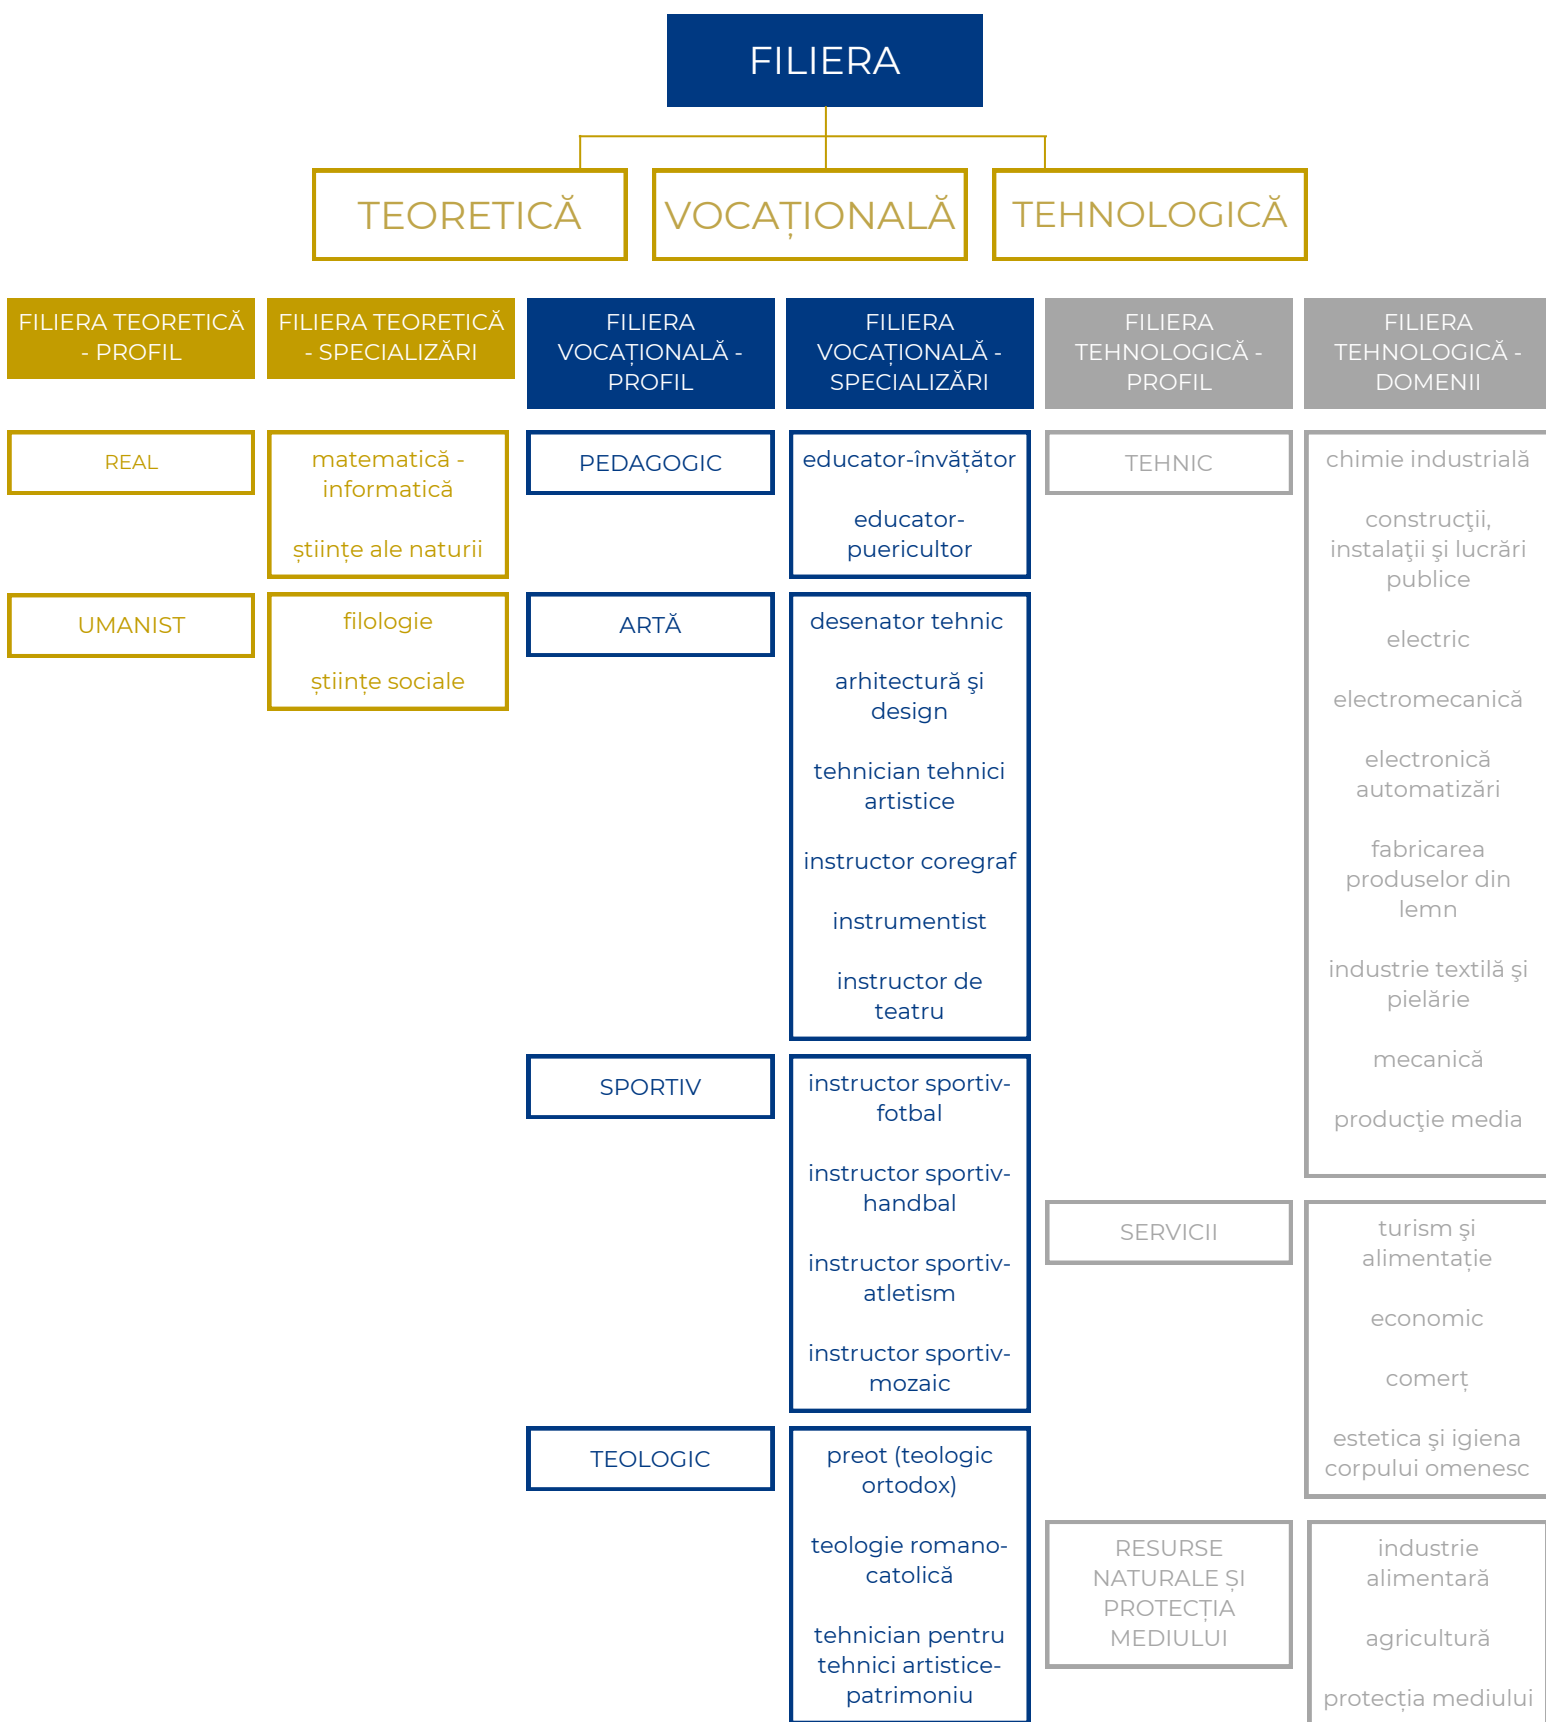 FILIERA
TEORETICĂ
VOCAȚIONALĂ
TEHNOLOGICĂ
FILIERA TEORETICĂ
- PROFIL
REAL
UMANIST
FILIERA TEORETICĂ
- SPECIALIZĂRI
matematică -
informatică
științe ale naturii
filologie
științe sociale
FILIERA
VOCAȚIONALĂ -
PROFIL
PEDAGOGIC
ARTĂ
SPORTIV
TEOLOGIC
FILIERA
VOCAȚIONALĂ -
SPECIALIZĂRI
educator-învățător
educator-
puericultor
desenator tehnic
arhitectură şi
design
tehnician tehnici
artistice
instructor coregraf
instrumentist
instructor de
teatru
instructor sportiv-
fotbal
instructor sportiv-
handbal
instructor sportiv-
atletism
instructor sportiv-
mozaic
preot (teologic
ortodox)
teologie romano-
catolică
tehnician pentru
tehnici artistice-
patrimoniu
FILIERA
TEHNOLOGICĂ -
PROFIL
TEHNIC
SERVICII
RESURSE
NATURALE ȘI
PROTECȚIA
MEDIULUI
FILIERA
TEHNOLOGICĂ -
DOMENII
chimie industrială
construcţii,
instalaţii şi lucrări
publice
electric
electromecanică
electronică
automatizări
fabricarea
produselor din
lemn
industrie textilă şi
pielărie
mecanică
producţie media
turism şi
alimentație
economic
comerț
estetica şi igiena
corpului omenesc
industrie
alimentară
agricultură
protecția mediului